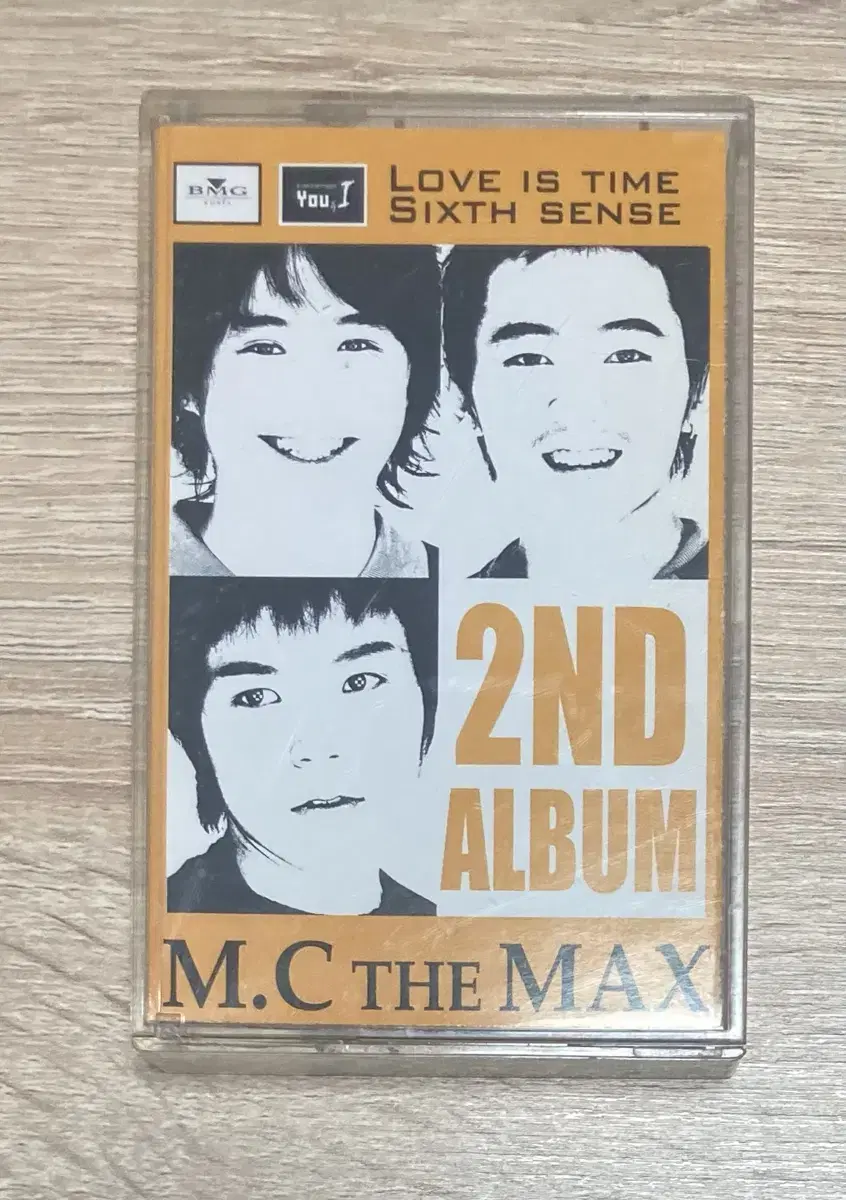 BMG
KOREA
YOU&I
LOVE IS TIME
SIXTH SENSE
2ND
ALBUM
M.C THE MAX